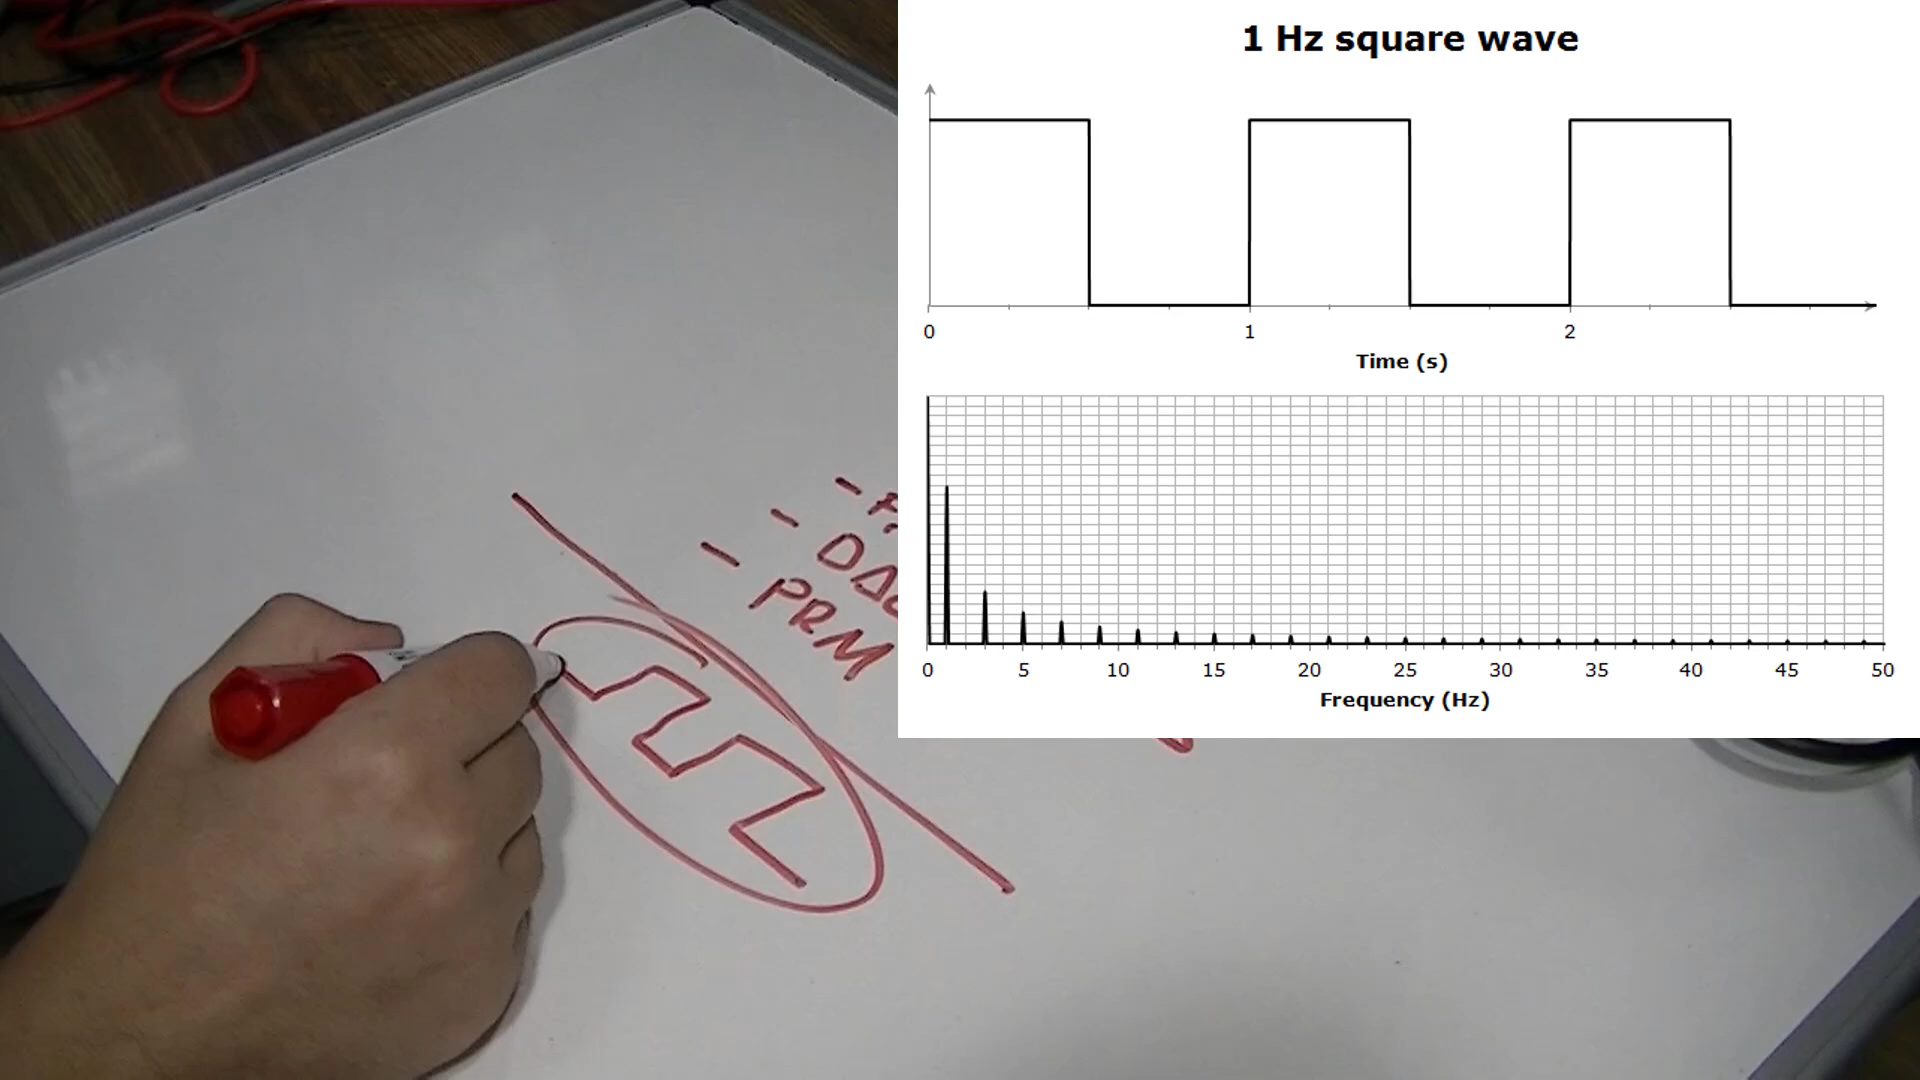 1 Hz square wave
0 1 2
Time (s)
0 5 10 15 20 25 30 35 40 45 50
Frequency (Hz)
- 
- 
- PRM